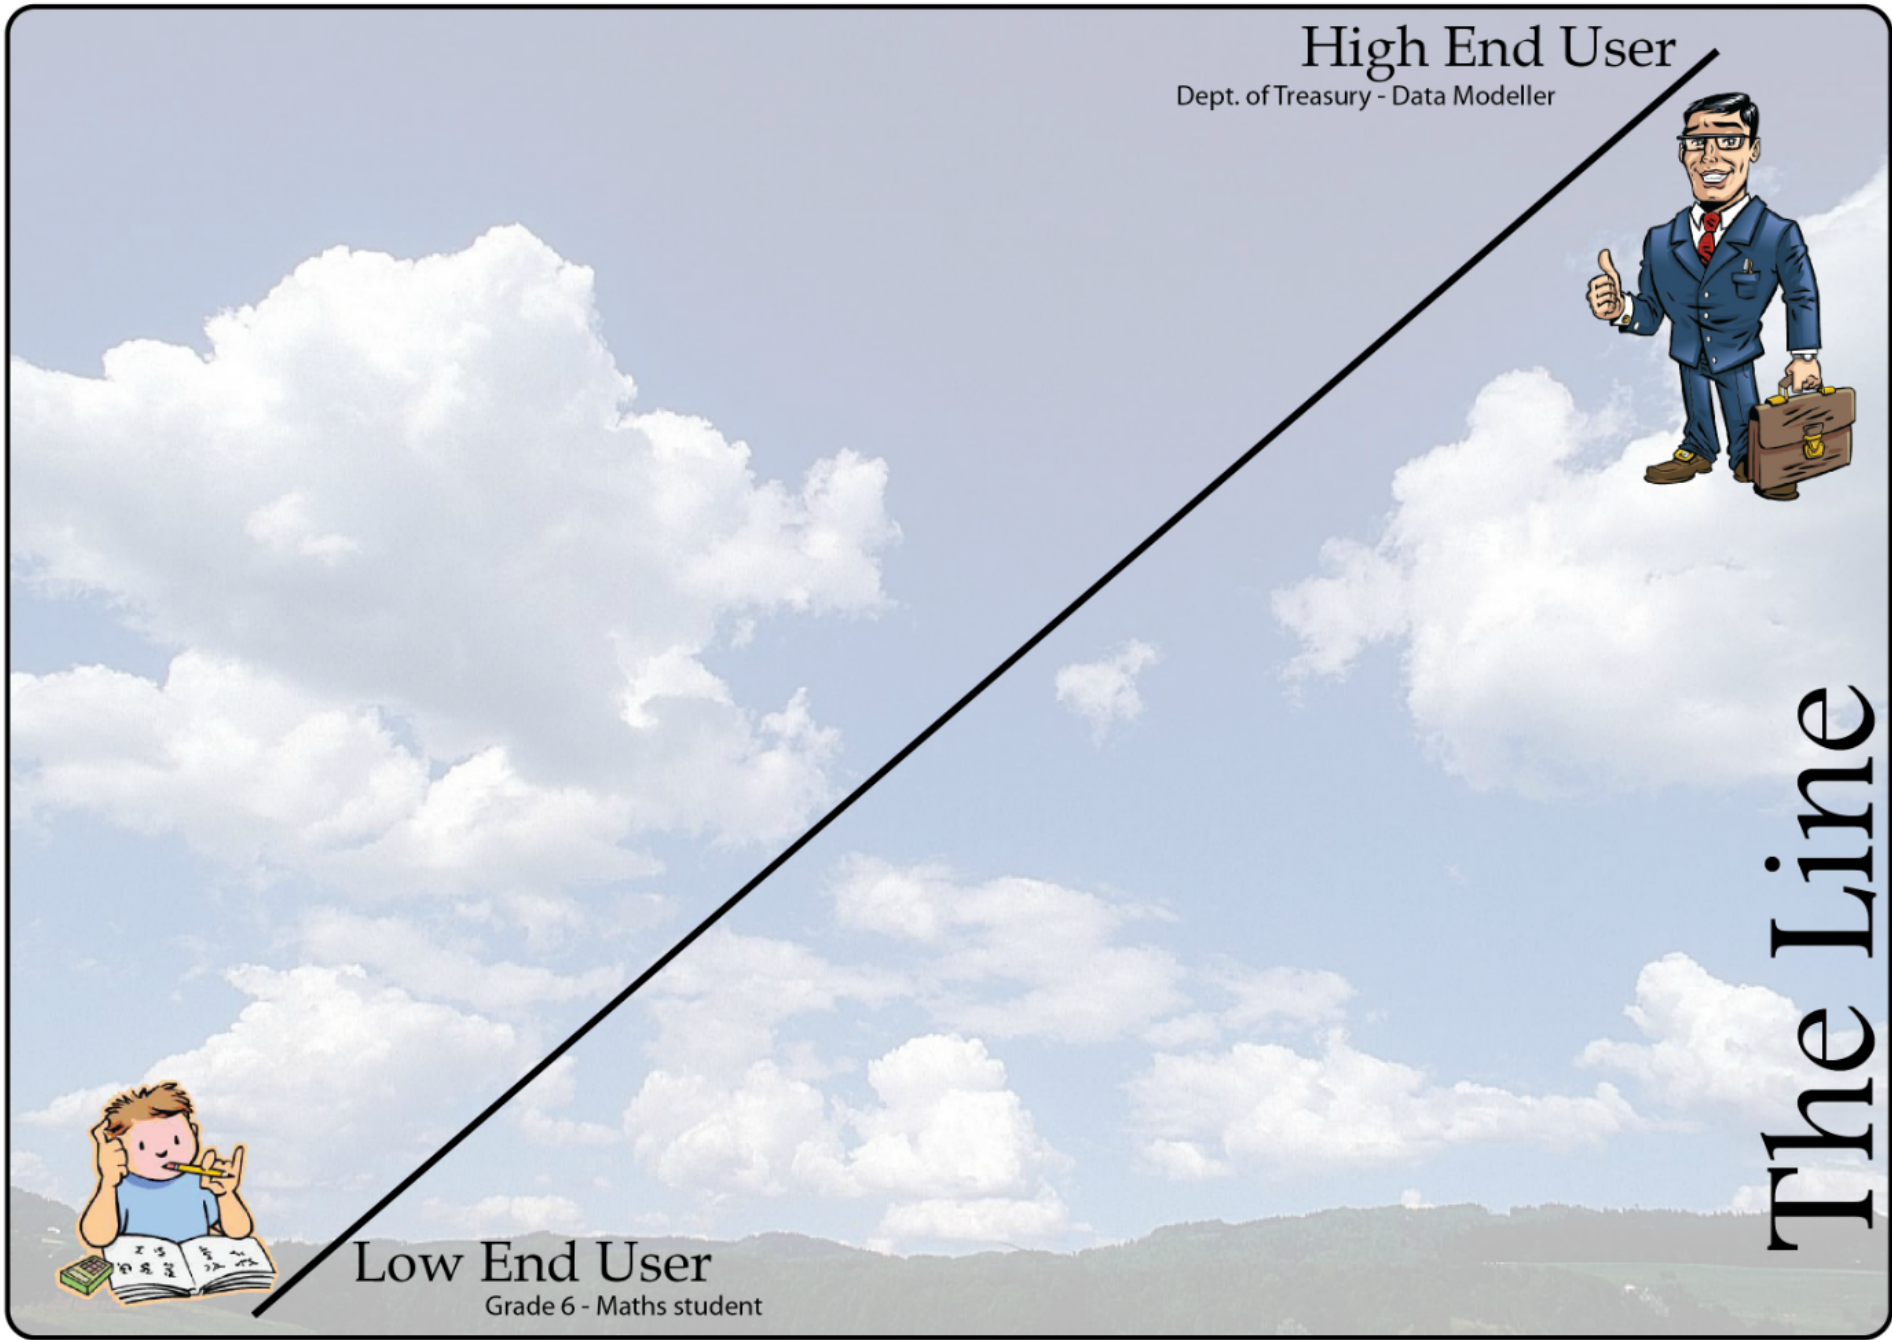 High End User
Dept. of Treasury - Data Modeller
The Line
Low End User
Grade 6 - Maths student